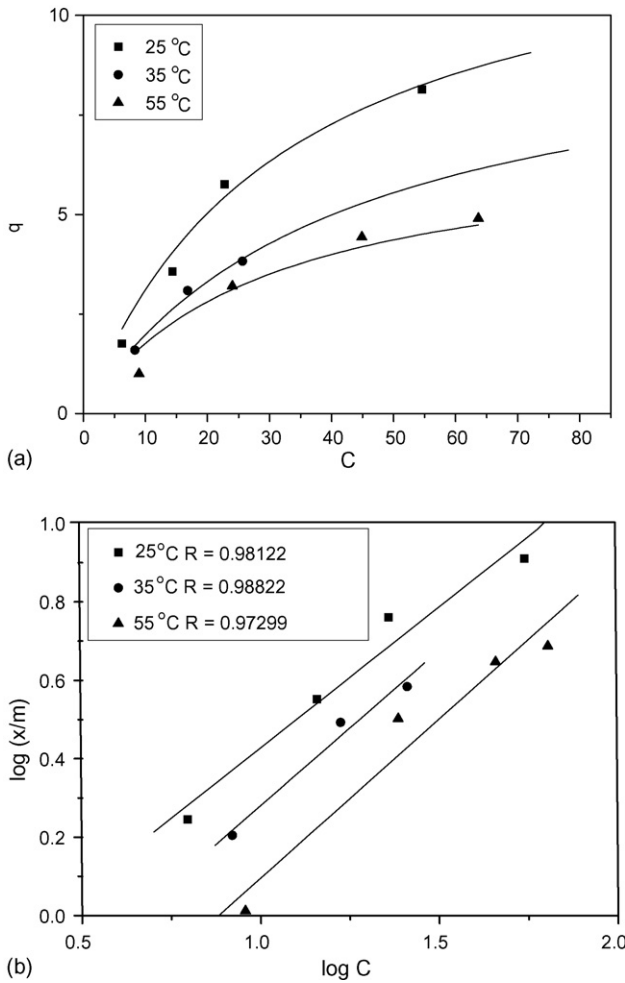 10
25 °C
35 °C
55 °C
q
5
0
0 10 20 30 40 50 60 70 80
(a)
C
1.0
25°C R = 0.98122
0.8
35°C R = 0.98822
55°C R = 0.97299
0.6
log (x/m)
0.4
0.2
0.0
0.5 1.0 1.5 2.0
(b)
log C